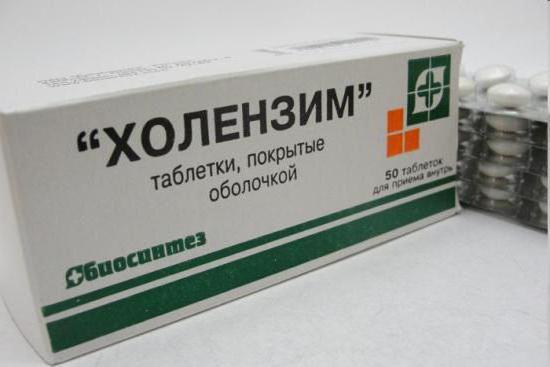 "ХОЛЕНЗИМ"
таблетки, покрытые
оболочкой
50 таблеток
для приема внутрь
биосинтез